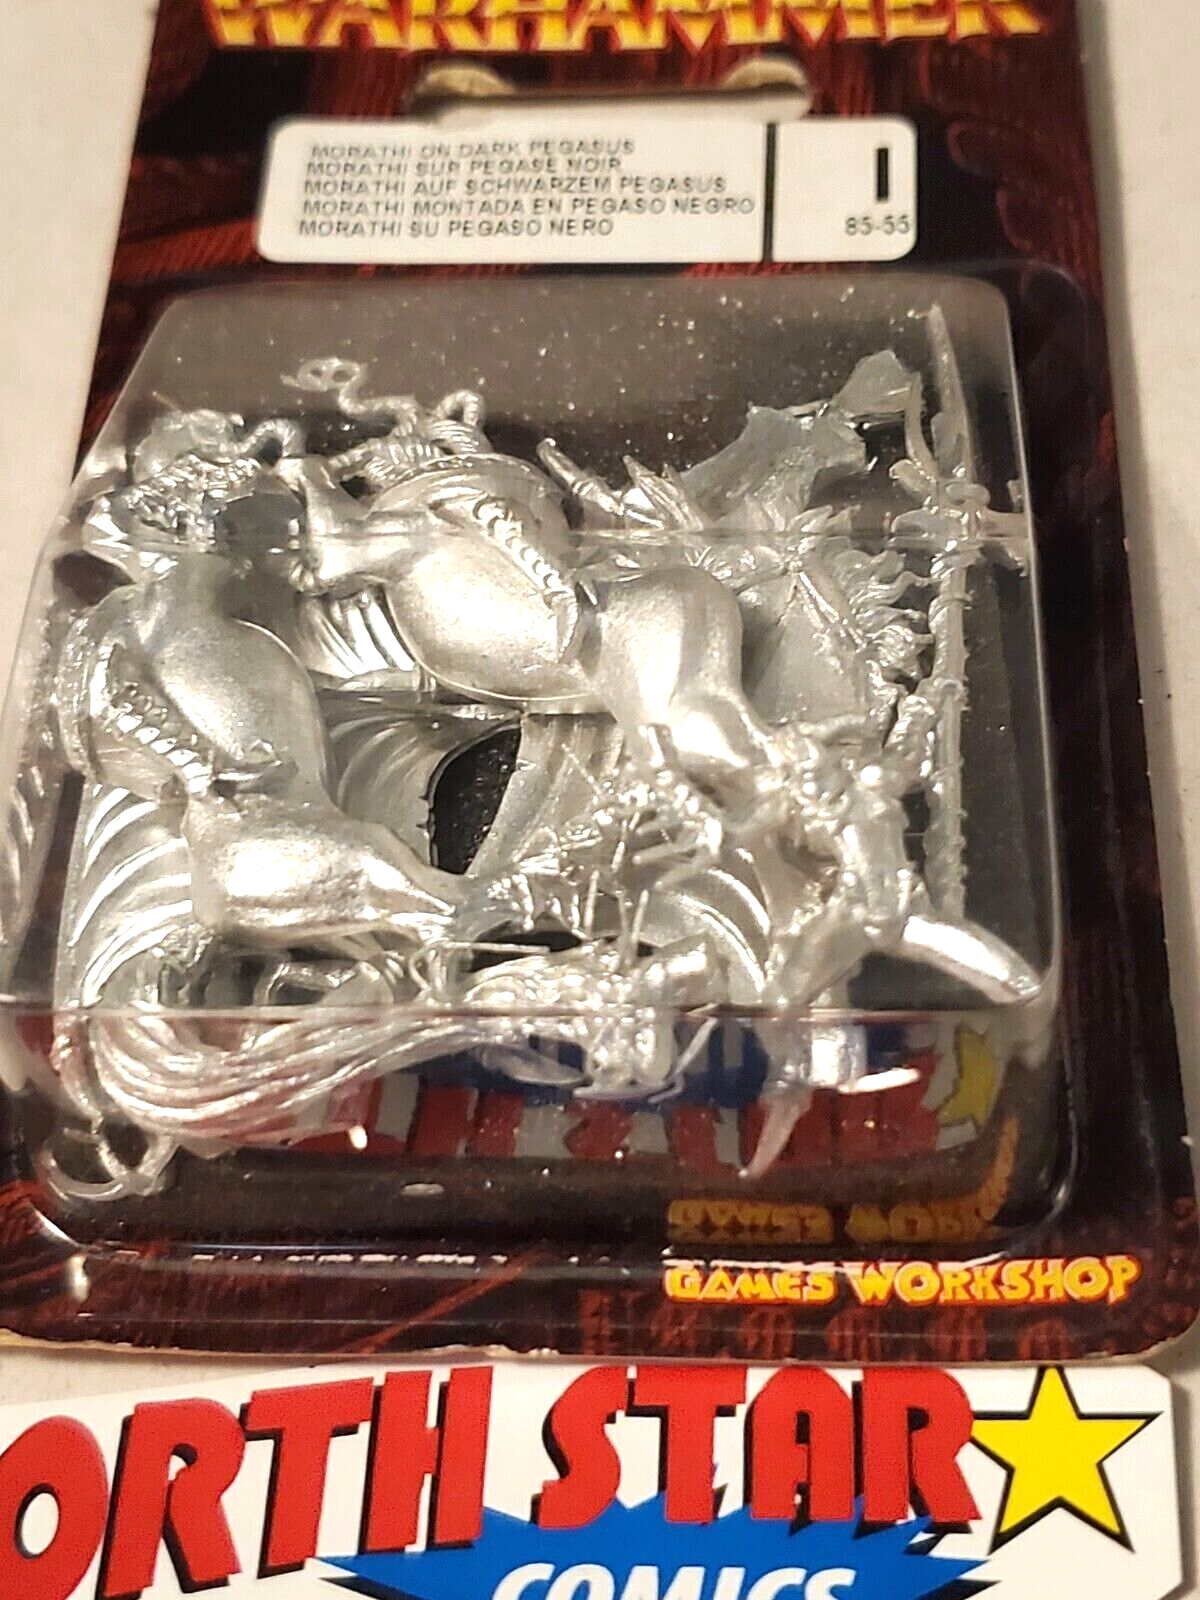 WARHAMMER
MORATHI ON DARK PEGASUS
MORATHI SUR PEGASE NOIR
MORATHI AUF SCHWARZEM PEGASUS
MORATHI MONTADA EN PEGASO NEGRO
MORATHI SU PEGASO NERO
I
85-55
GAMES WORKSHOP
ORTH STAR
COMICS